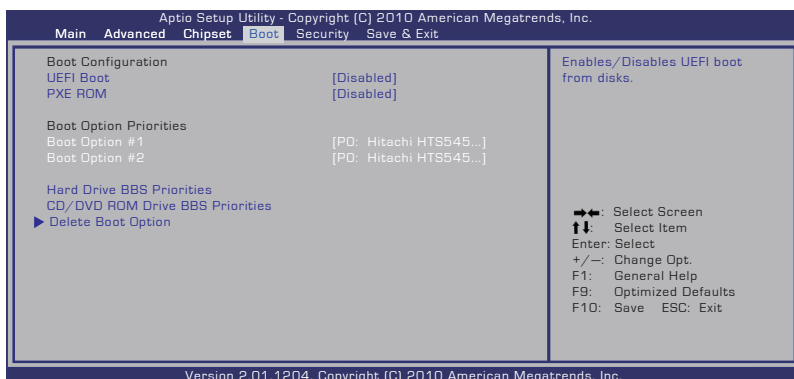 Aptio Setup Utility - Copyright (C) 2010 American Megatrends, Inc.
Main Advanced Chipset Boot Security Save & Exit
Boot Configuration
UEFI Boot [Disabled]
PXE ROM [Disabled]
Boot Option Priorities
Boot Option #1 [P0: Hitachi HTS545...]
Boot Option #2 [P0: Hitachi HTS545...]
Hard Drive BBS Priorities
CD/DVD ROM Drive BBS Priorities
Delete Boot Option
Enables/Disables UEFI boot
from disks.
→←: Select Screen
↑↓: Select Item
Enter: Select
+/—: Change Opt.
F1: General Help
F9: Optimized Defaults
F10: Save ESC: Exit
Version 2.01.1204. Copyright (C) 2010 American Megatrends, Inc.